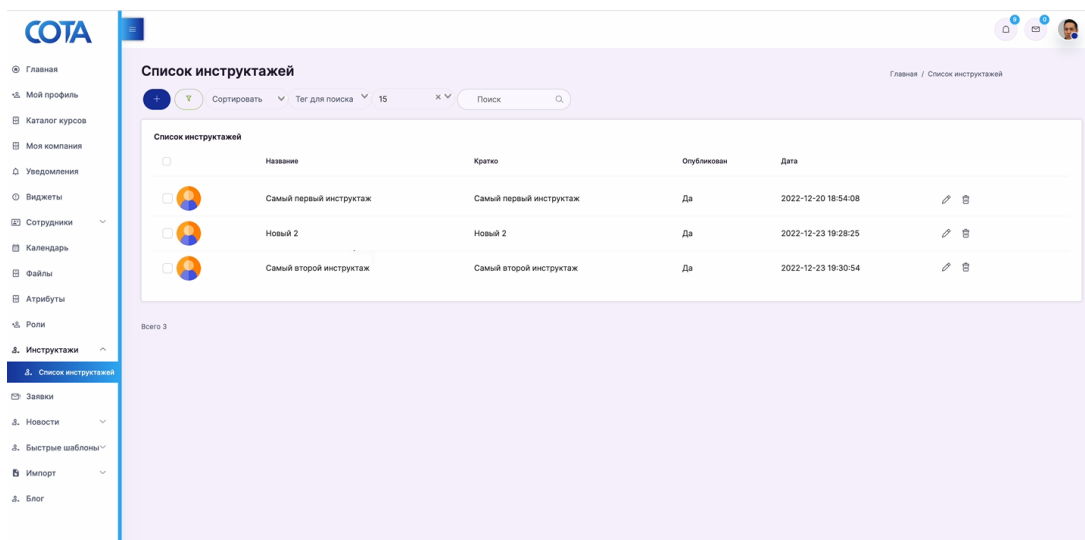 СОТА
9
0
Главная
Мой профиль
Каталог курсов
Моя компания
Уведомления
Виджеты
Сотрудники
Календарь
Файлы
Атрибуты
Роли
Инструктажи
Список инструктажей
Заявки
Новости
Быстрые шаблоны
Импорт
Блог
Список инструктажей
Главная / Список инструктажей
Сортировать Тег для поиска 15 Поиск
Список инструктажей
Название Кратко Опубликован Дата
Самый первый инструктаж Самый первый инструктаж Да 2022-12-20 18:54:08
Новый 2 Новый 2 Да 2022-12-23 19:28:25
Самый второй инструктаж Самый второй инструктаж Да 2022-12-23 19:30:54
Всего 3